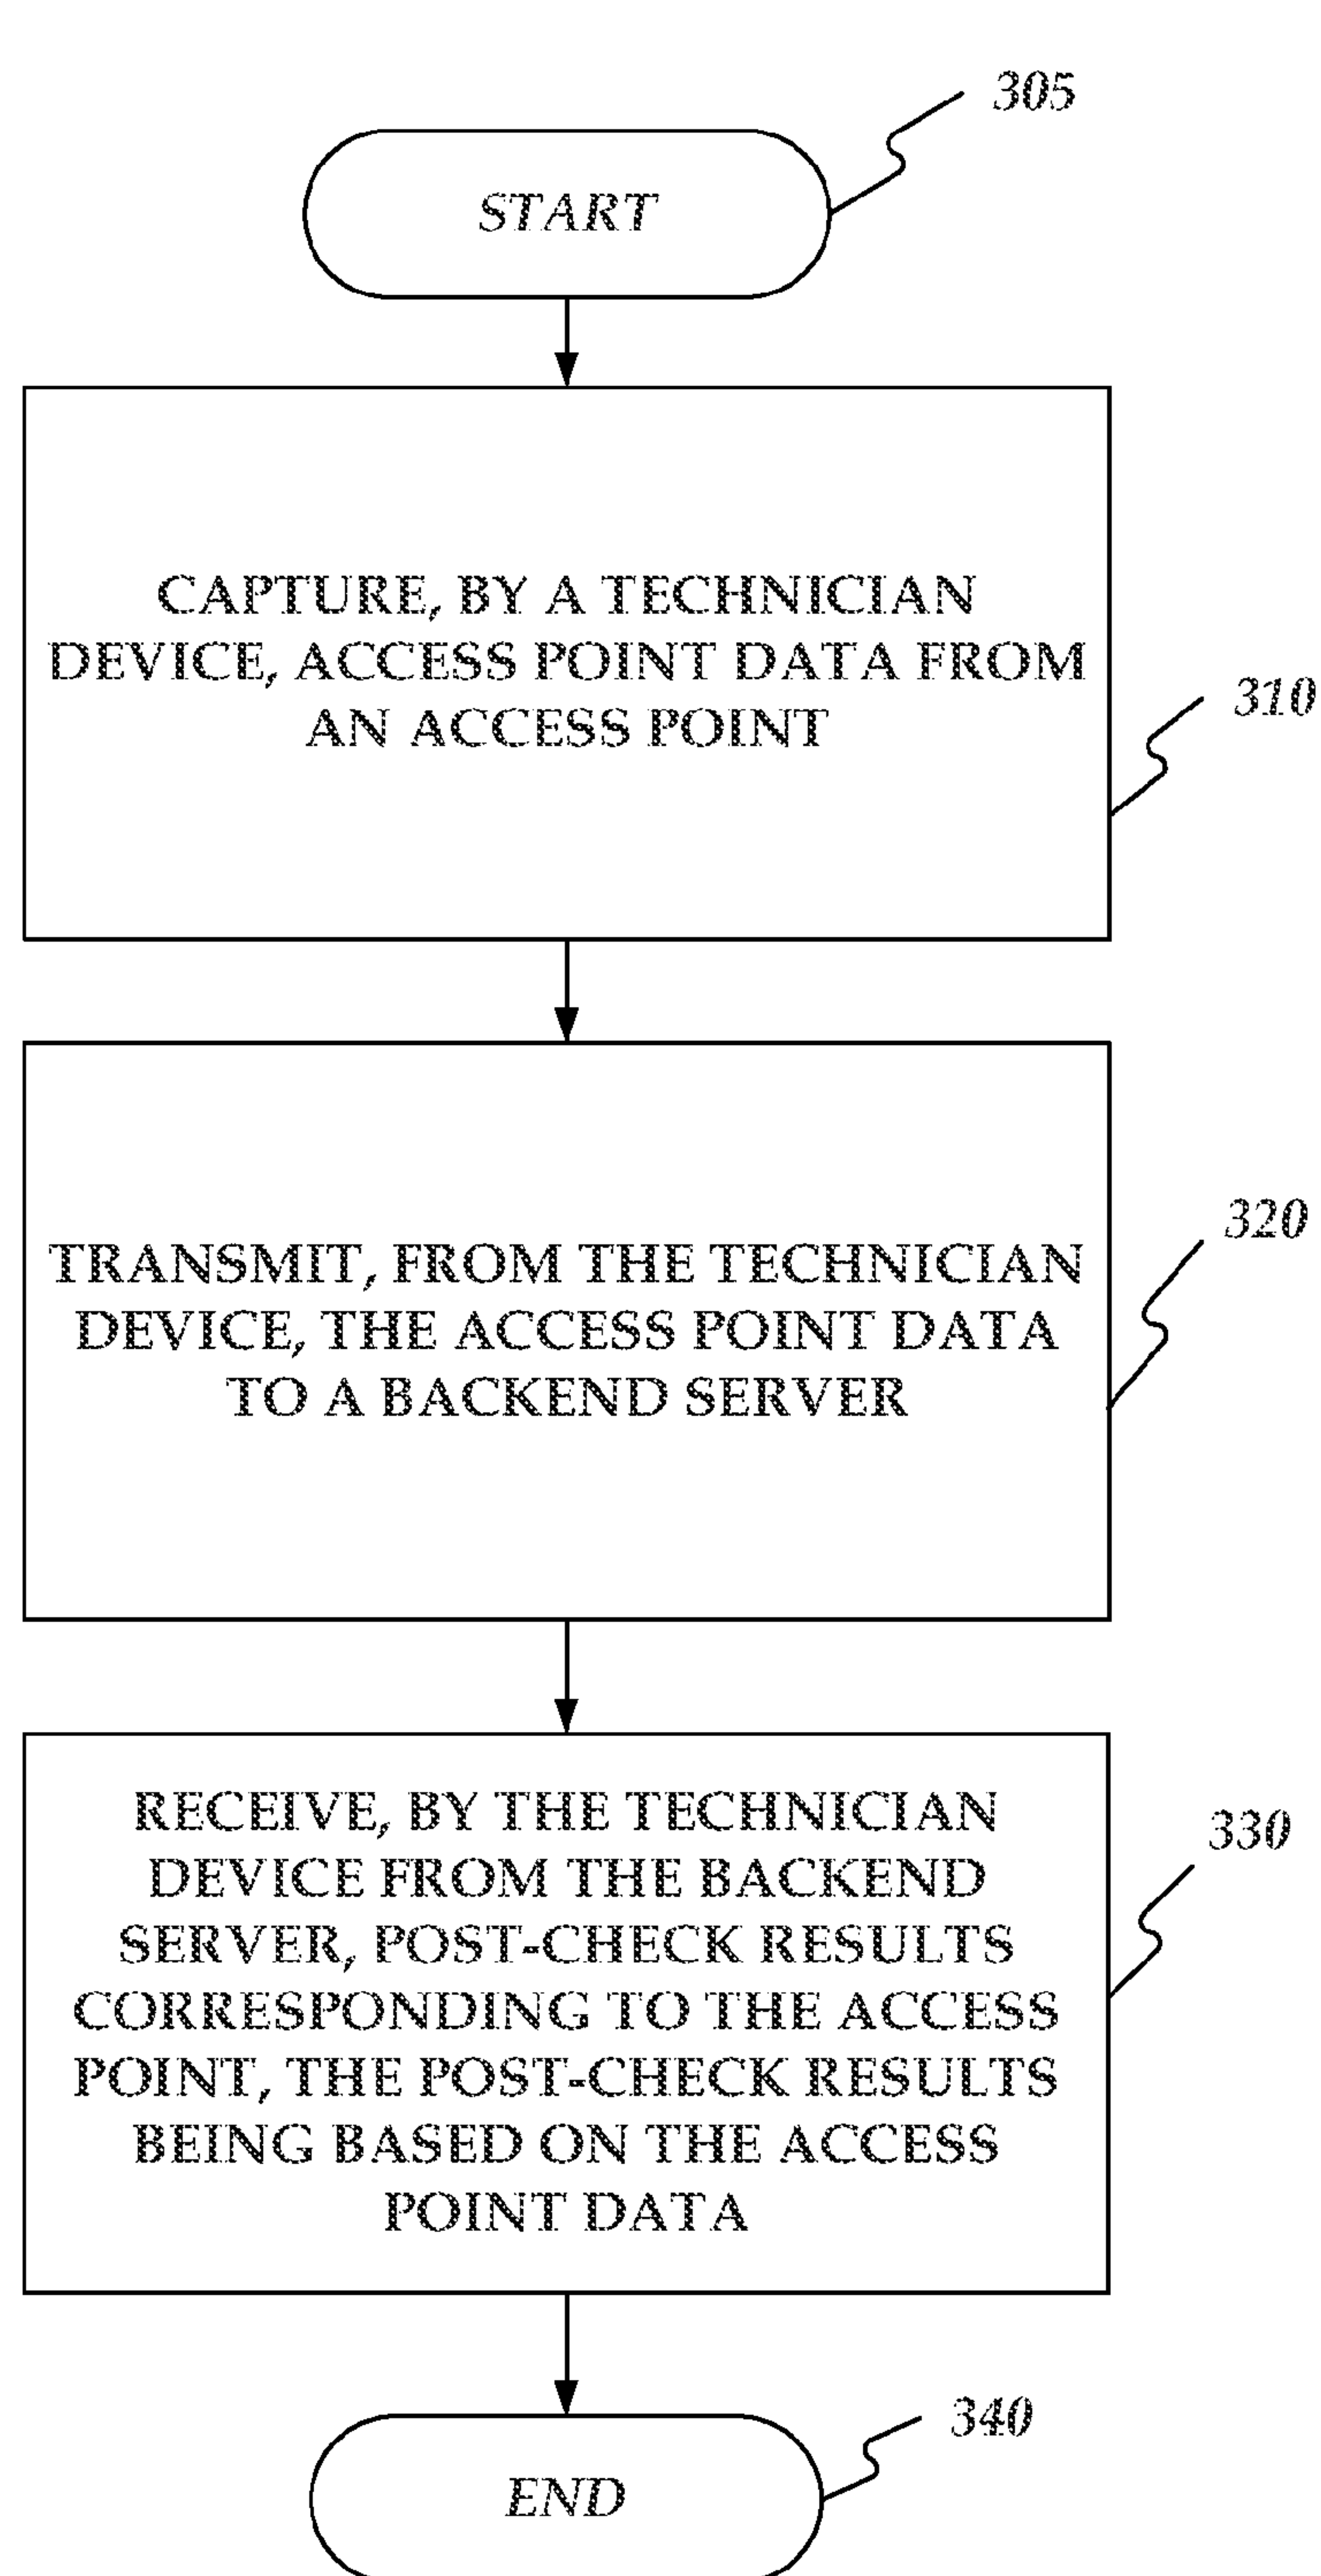 305
START
CAPTURE, BY A TECHNICIAN
DEVICE, ACCESS POINT DATA FROM
AN ACCESS POINT
310
TRANSMIT, FROM THE TECHNICIAN
DEVICE, THE ACCESS POINT DATA
TO A BACKEND SERVER
320
RECEIVE, BY THE TECHNICIAN
DEVICE FROM THE BACKEND
SERVER, POST-CHECK RESULTS
CORRESPONDING TO THE ACCESS
POINT, THE POST-CHECK RESULTS
BEING BASED ON THE ACCESS
POINT DATA
330
340
END